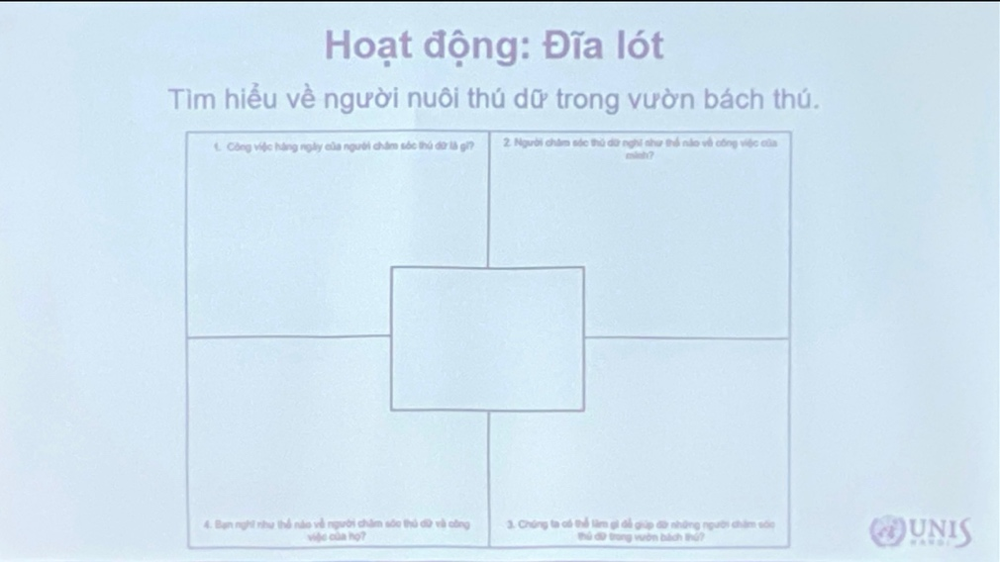 Hoạt động: Đĩa lót
Tìm hiểu về người nuôi thú dữ trong vườn bách thú.
1. Công việc hàng ngày của người chăm sóc thú dữ là gì?
2. Người chăm sóc thú dữ nghĩ như thế nào về công việc của
mình?
4. Bạn nghĩ như thế nào về người chăm sóc thú dữ và công
việc của họ?
3. Chúng ta có thể làm gì để giúp đỡ những người chăm sóc
thú dữ trong vườn bách thú?
UNIS
HANOI